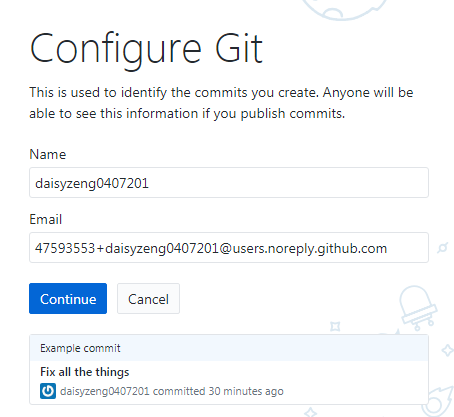 Configure Git
This is used to identify the commits you create. Anyone will be
able to see this information if you publish commits.
Name
daisyzeng0407201
Email
47593553+daisyzeng0407201@users.noreply.github.com
Continue Cancel
Example commit
Fix all the things
daisyzeng0407201 committed 30 minutes ago